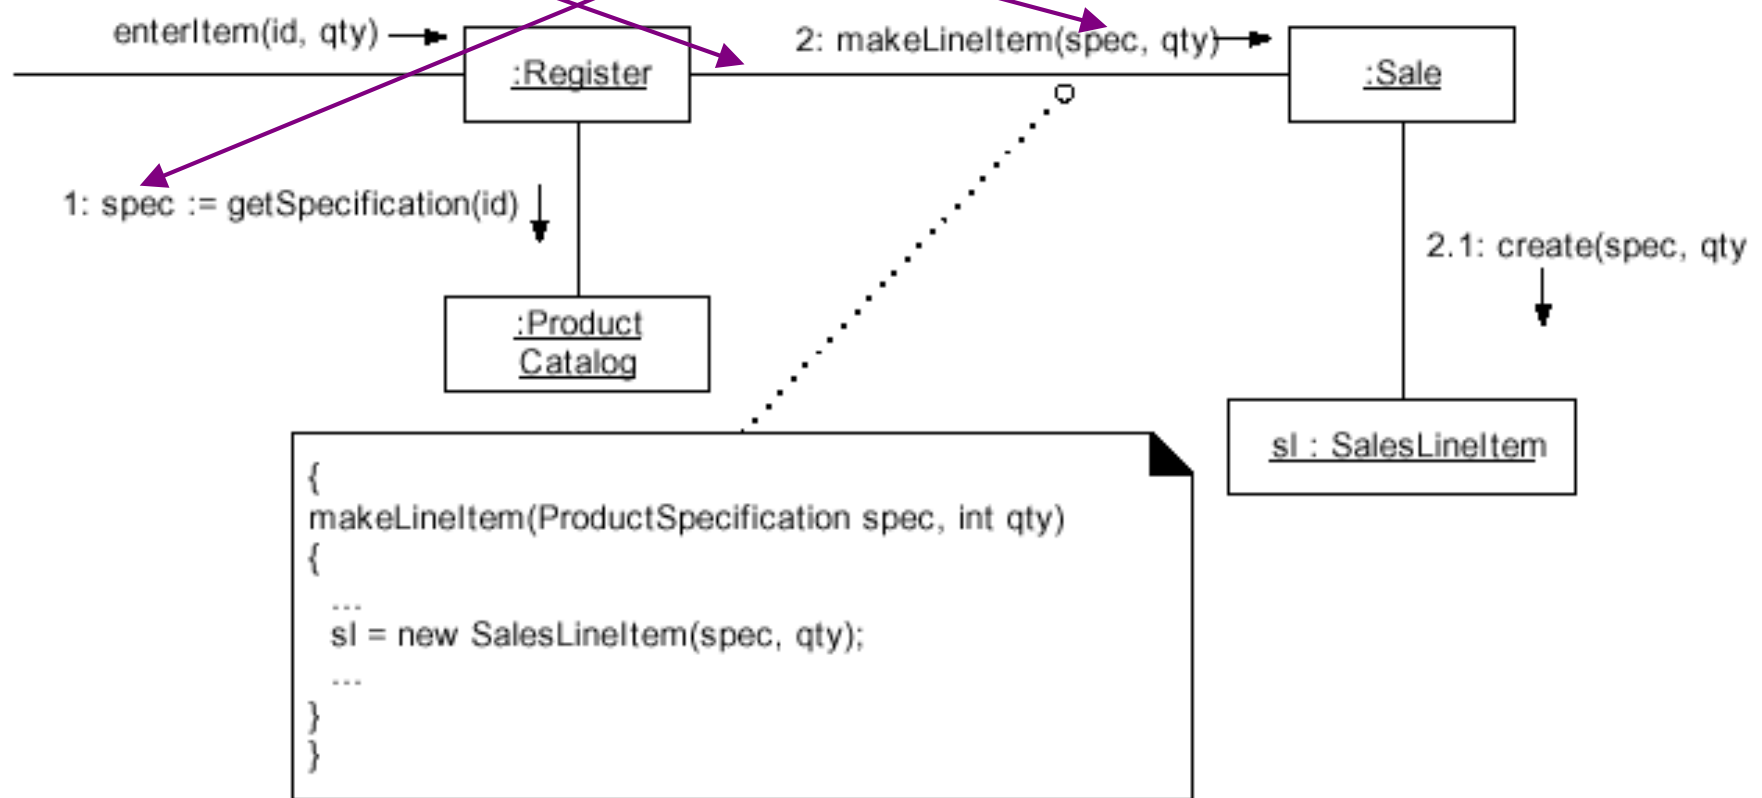 enterItem(id, qty)
2: makeLineItem(spec, qty)
:Register
:Sale
1: spec := getSpecification(id)
2.1: create(spec, qty
:Product
Catalog
sl : SalesLineItem
{
makeLineItem(ProductSpecification spec, int qty)
{
...
sl = new SalesLineItem(spec, qty);
...
}
}